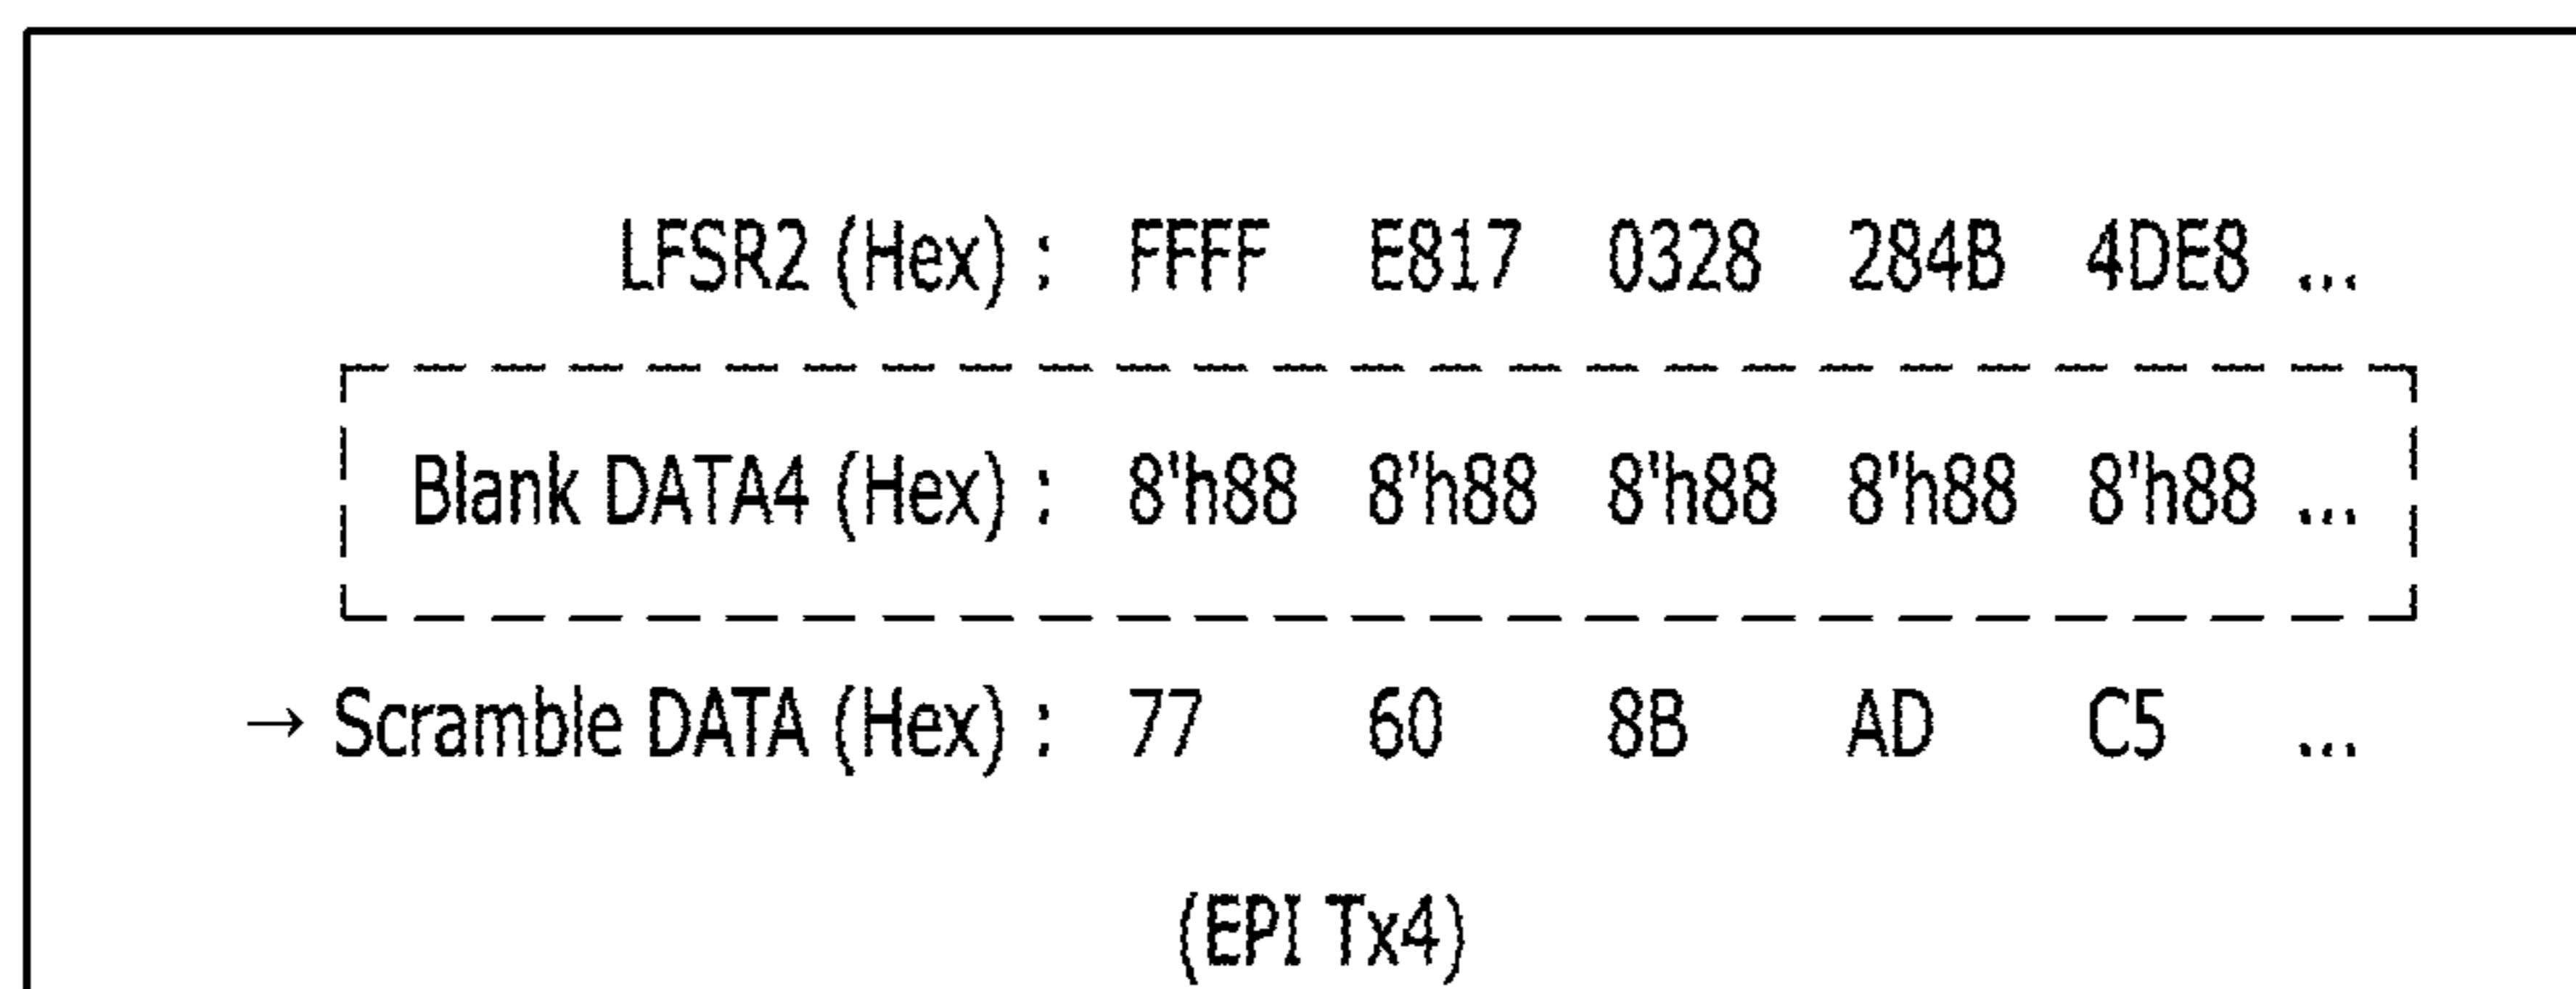 LFSR2 (Hex) : FFFF E817 0328 284B 4DE8 ...
Blank DATA4 (Hex) : 8'h88 8'h88 8'h88 8'h88 8'h88 ...
→ Scramble DATA (Hex) : 77 60 8B AD C5 ...
(EPI Tx4)